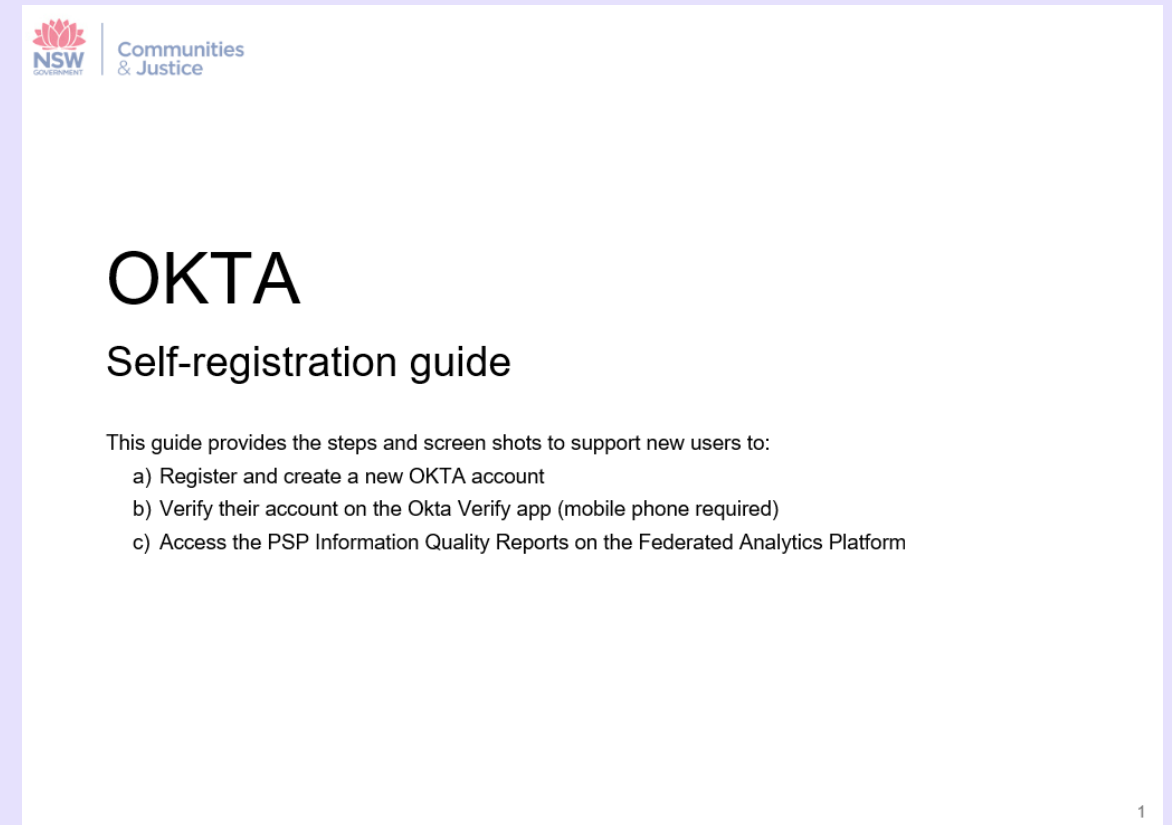 NSW
GOVERNMENT
Communities
& Justice
OKTA
Self-registration guide
This guide provides the steps and screen shots to support new users to:
a) Register and create a new OKTA account
b) Verify their account on the Okta Verify app (mobile phone required)
c) Access the PSP Information Quality Reports on the Federated Analytics Platform
1